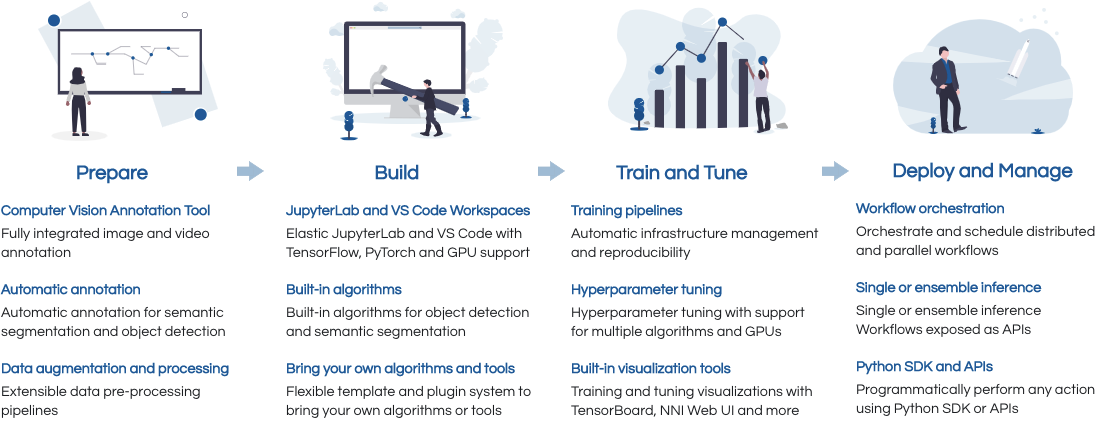 Prepare
Computer Vision Annotation Tool
Fully integrated image and video
annotation
Automatic annotation
Automatic annotation for semantic
segmentation and object detection
Data augmentation and processing
Extensible data pre-processing
pipelines
Build
JupyterLab and VS Code Workspaces
Elastic JupyterLab and VS Code with
TensorFlow, PyTorch and GPU support
Built-in algorithms
Built-in algorithms for object detection
and semantic segmentation
Bring your own algorithms and tools
Flexible template and plugin system to
bring your own algorithms or tools
Train and Tune
Training pipelines
Automatic infrastructure management
and reproducibility
Hyperparameter tuning
Hyperparameter tuning with support
for multiple algorithms and GPUs
Built-in visualization tools
Training and tuning visualizations with
TensorBoard, NNI Web UI and more
Deploy and Manage
Workflow orchestration
Orchestrate and schedule distributed
and parallel workflows
Single or ensemble inference
Single or ensemble inference
Workflows exposed as APIs
Python SDK and APIs
Programmatically perform any action
using Python SDK or APIs